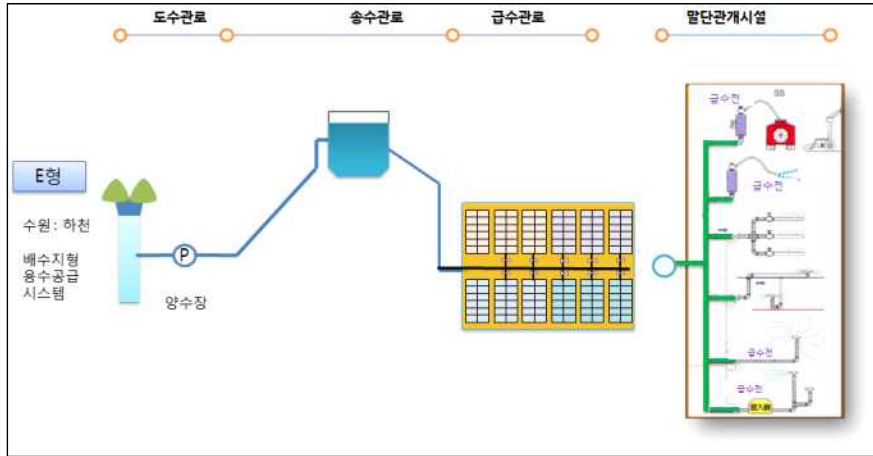 도수관로
송수관로
급수관로
말단관개시설
E형
수원 : 하천
배수지형
용수공급
시스템
P
양수장
급수전
SS
급수전
급수전
급수전